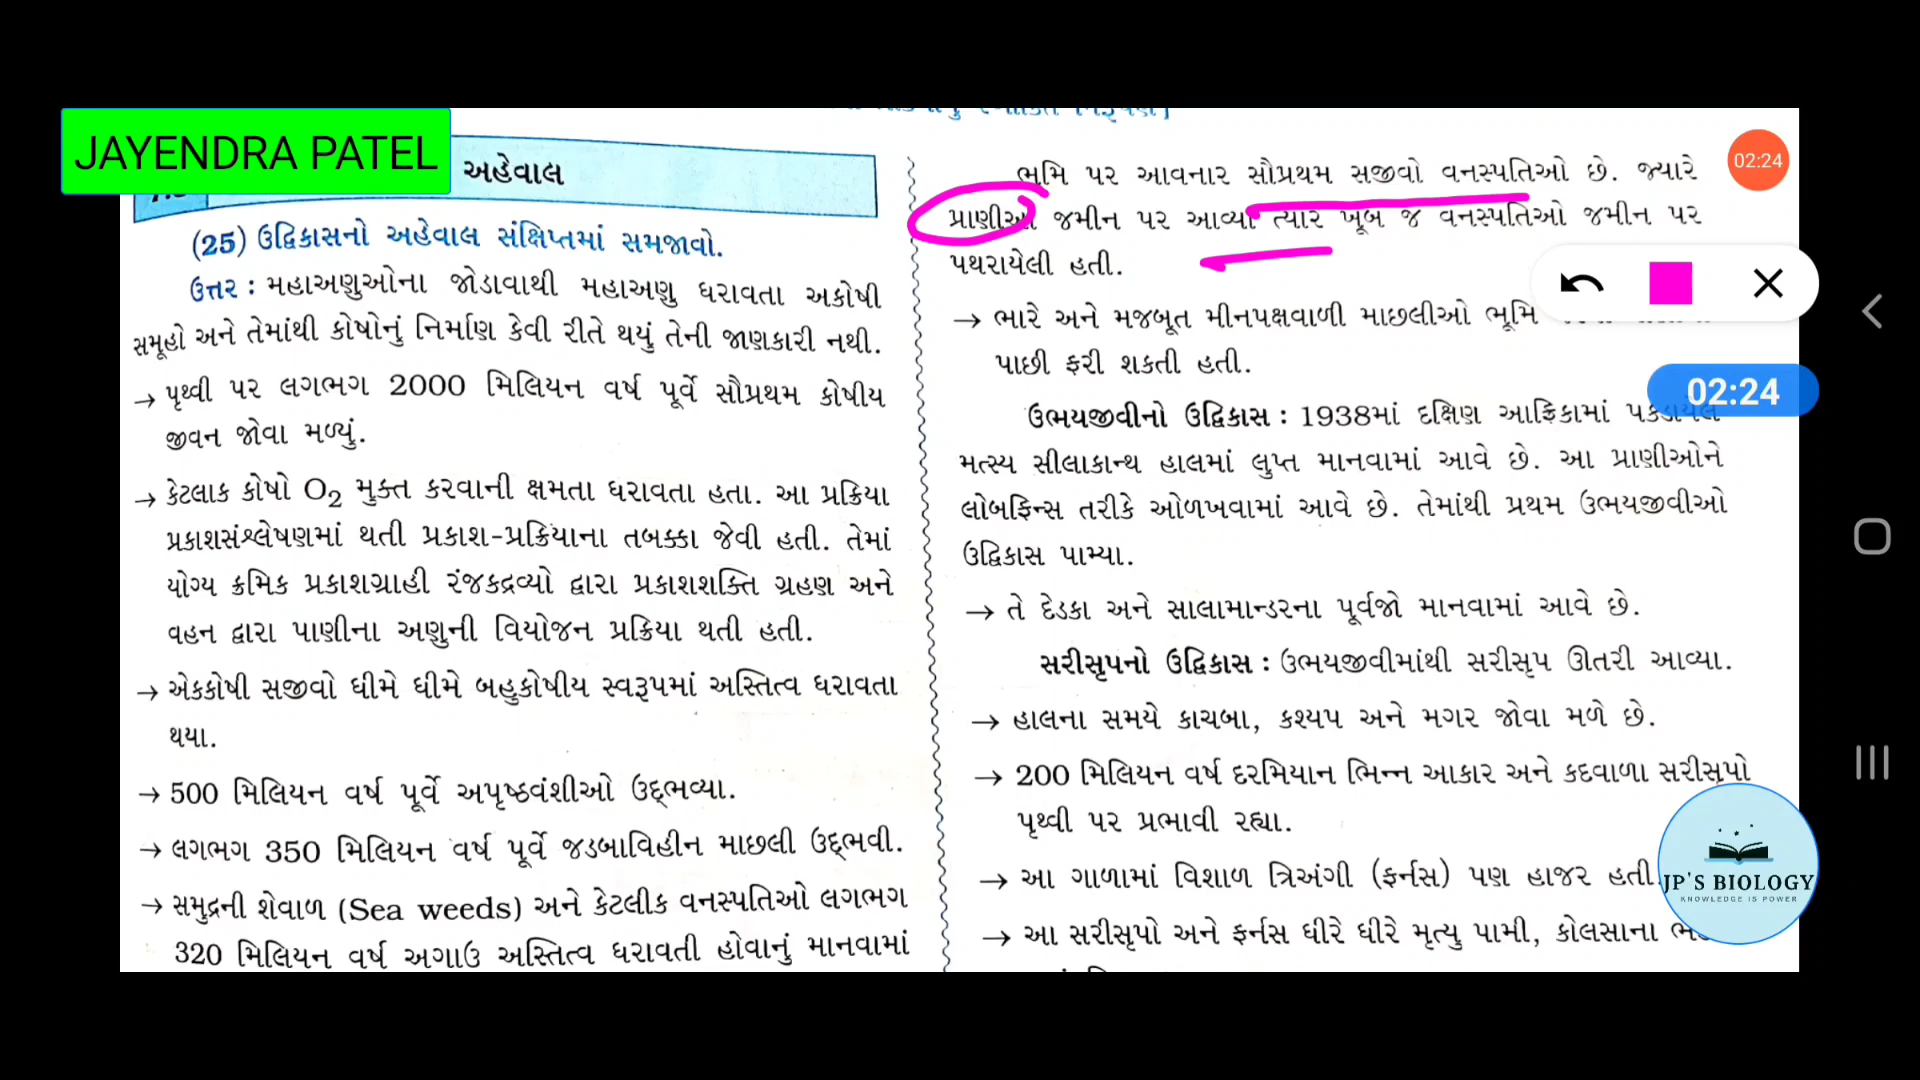 JAYENDRA PATEL
અહેવાલ
(25) ઉદ્વિકાસનો અહેવાલ સંક્ષિપ્તમાં સમજાવો.
ઉત્તર : મહાઅણુઓના જોડાવાથી મહાઅણુ ધરાવતા અકોષી
સમૂહો અને તેમાંથી કોષોનું નિર્માણ કેવી રીતે થયું તેની જાણકારી નથી.
→ પૃથ્વી પર લગભગ 2000 મિલિયન વર્ષ પૂર્વે સૌપ્રથમ કોષીય
જીવન જોવા મળ્યું.
→ કેટલાક કોષો O₂ મુક્ત કરવાની ક્ષમતા ધરાવતા હતા. આ પ્રક્રિયા
પ્રકાશસંશ્લેષણમાં થતી પ્રકાશ-પ્રક્રિયાના તબક્કા જેવી હતી. તેમાં
યોગ્ય ક્રમિક પ્રકાશગ્રાહી રંજકદ્રવ્યો દ્વારા પ્રકાશશક્તિ ગ્રહણ અને
વહન દ્વારા પાણીના અણુની વિયોજન પ્રક્રિયા થતી હતી.
→ એકકોષી સજીવો ધીમે ધીમે બહુકોષીય સ્વરૂપમાં અસ્તિત્વ ધરાવતા
થયા.
→ 500 મિલિયન વર્ષ પૂર્વે અપૃષ્ઠવંશીઓ ઉદ્ભવ્યા.
→ લગભગ 350 મિલિયન વર્ષ પૂર્વે જડબાવિહીન માછલી ઉદ્ભવી.
→ સમુદ્રની શેવાળ (Sea weeds) અને કેટલીક વનસ્પતિઓ લગભગ
320 મિલિયન વર્ષ અગાઉ અસ્તિત્વ ધરાવતી હોવાનું માનવામાં
ભૂમિ પર આવનાર સૌપ્રથમ સજીવો વનસ્પતિઓ છે. જ્યારે
પ્રાણીઓ જમીન પર આવ્યા ત્યારે ખૂબ જ વનસ્પતિઓ જમીન પર
પથરાયેલી હતી.
→ ભારે અને મજબૂત મીનપક્ષવાળી માછલીઓ ભૂમિ
પાછી ફરી શકતી હતી.
ઉભયજીવીનો ઉદ્વિકાસ : 1938માં દક્ષિણ આફ્રિકામાં પકડાયેલ
મત્સ્ય સીલાકાન્થ હાલમાં લુપ્ત માનવામાં આવે છે. આ પ્રાણીઓને
લોબફિન્સ તરીકે ઓળખવામાં આવે છે. તેમાંથી પ્રથમ ઉભયજીવીઓ
ઉદ્વિકાસ પામ્યા.
→ તે દેડકા અને સાલામાન્ડરના પૂર્વજો માનવામાં આવે છે.
સરીસૃપનો ઉદ્વિકાસ : ઉભયજીવીમાંથી સરીસૃપ ઊતરી આવ્યા.
→ હાલના સમયે કાચબા, કશ્યપ અને મગર જોવા મળે છે.
→ 200 મિલિયન વર્ષ દરમિયાન ભિન્ન આકાર અને કદવાળા સરીસૃપો
પૃથ્વી પર પ્રભાવી રહ્યા.
→ આ ગાળામાં વિશાળ ત્રિઅંગી (ફર્નસ) પણ હાજર હતી.
→ આ સરીસૃપો અને ફર્નસ ધીરે ધીરે મૃત્યુ પામી, કોલસાના
02:24
02:24
JP'S BIOLOGY
KNOWLEDGE IS POWER